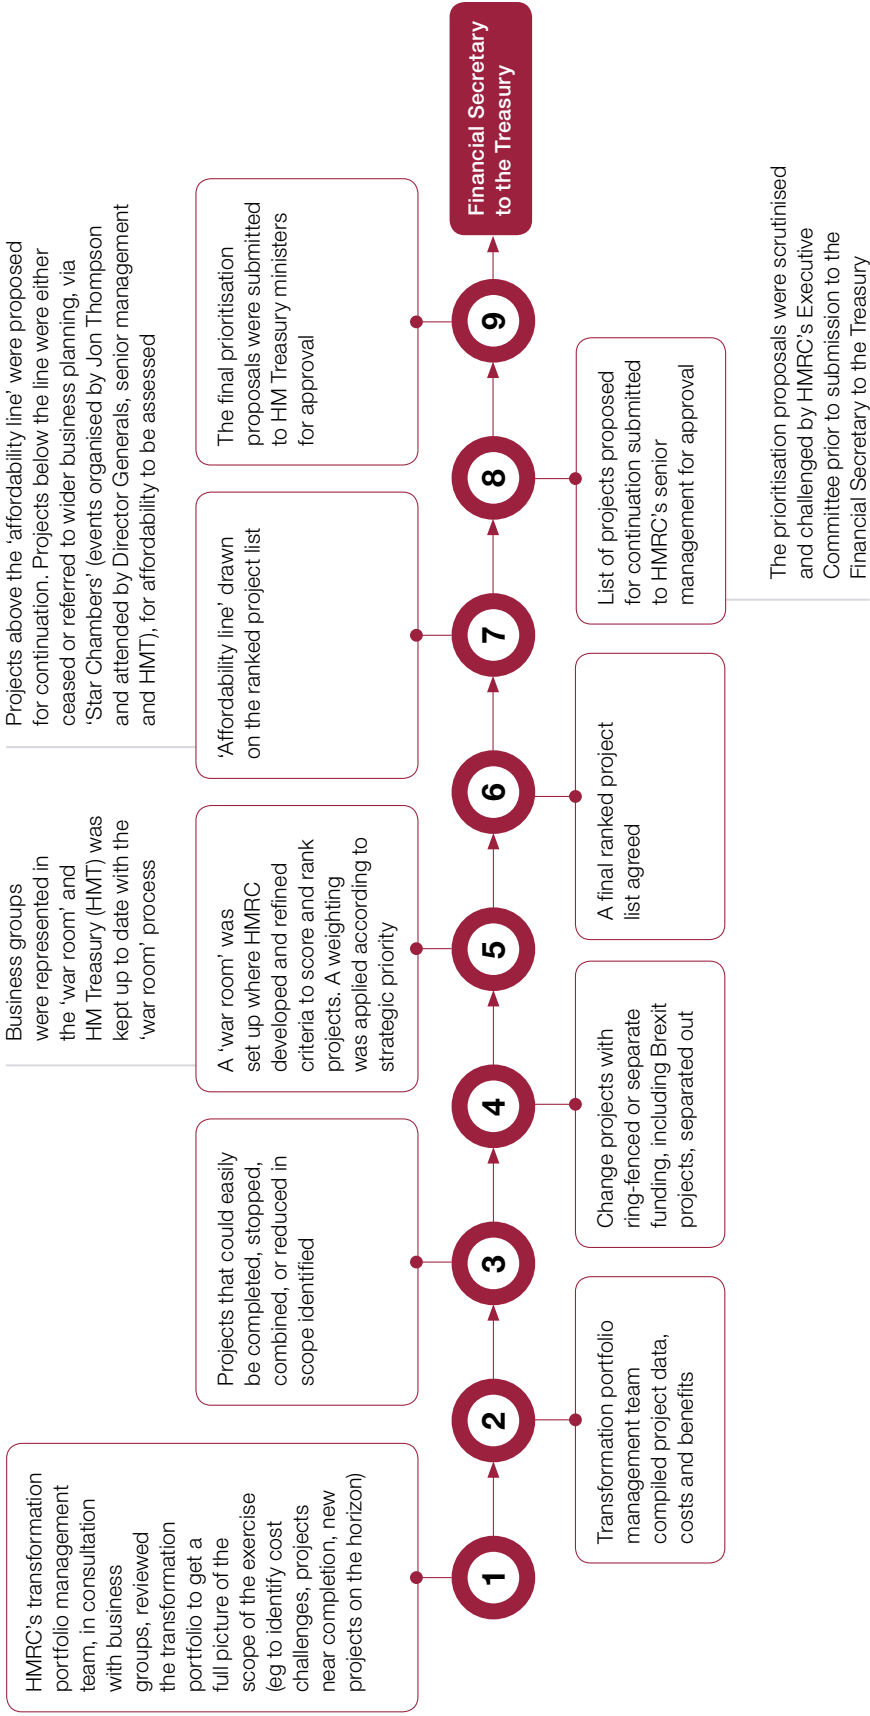 HMRC's transformation
portfolio management
team, in consultation
with business
groups, reviewed
the transformation
portfolio to get a
full picture of the
scope of the exercise
(eg to identify cost
challenges, projects
near completion, new
projects on the horizon)
Projects that could easily
be completed, stopped,
combined, or reduced in
scope identified
Business groups
were represented in
the ‘war room’ and
HM Treasury (HMT) was
kept up to date with the
‘war room’ process
A ‘war room’ was
set up where HMRC
developed and refined
criteria to score and rank
projects. A weighting
was applied according to
strategic priority
Projects above the ‘affordability line’ were proposed
for continuation. Projects below the line were either
ceased or referred to wider business planning, via
‘Star Chambers’ (events organised by Jon Thompson
and attended by Director Generals, senior management
and HMT), for affordability to be assessed
‘Affordability line’ drawn
on the ranked project list
The final prioritisation
proposals were submitted
to HM Treasury ministers
for approval
1
2
3
4
5
6
7
8
9
Financial Secretary
to the Treasury
Transformation portfolio
management team
compiled project data,
costs and benefits
Change projects with
ring-fenced or separate
funding, including Brexit
projects, separated out
A final ranked project
list agreed
List of projects proposed
for continuation submitted
to HMRC's senior
management for approval
The prioritisation proposals were scrutinised
and challenged by HMRC's Executive
Committee prior to submission to the
Financial Secretary to the Treasury